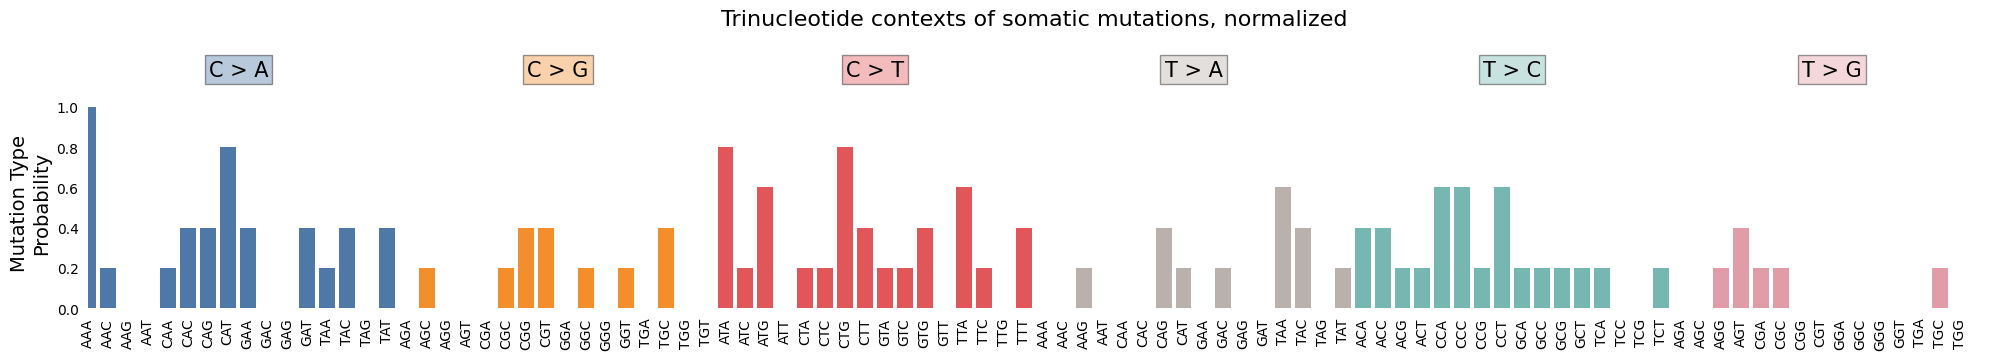 Trinucleotide contexts of somatic mutations, normalized
C > A
C > G
C > T
T > A
T > C
T > G
Mutation Type
Probability
1.0
0.8
0.6
0.4
0.2
0.0
AAA
AAC
AAG
AAT
CAA
CAC
CAG
CAT
GAA
GAC
GAG
GAT
TAA
TAC
TAG
TAT
AGA
AGC
AGG
AGT
CGA
CGC
CGG
CGT
GGA
GGC
GGG
GGT
TGA
TGC
TGG
TGT
ATA
ATC
ATG
ATT
CTA
CTC
CTG
CTT
GTA
GTC
GTG
GTT
TTA
TTC
TTG
TTT
AAA
AAC
AAG
AAT
CAA
CAC
CAG
CAT
GAA
GAC
GAG
GAT
TAA
TAC
TAG
TAT
ACA
ACC
ACG
ACT
CCA
CCC
CCG
CCT
GCA
GCC
GCG
GCT
TCA
TCC
TCG
TCT
AGA
AGC
AGG
AGT
CGA
CGC
CGG
CGT
GGA
GGC
GGG
GGT
TGA
TGC
TGG